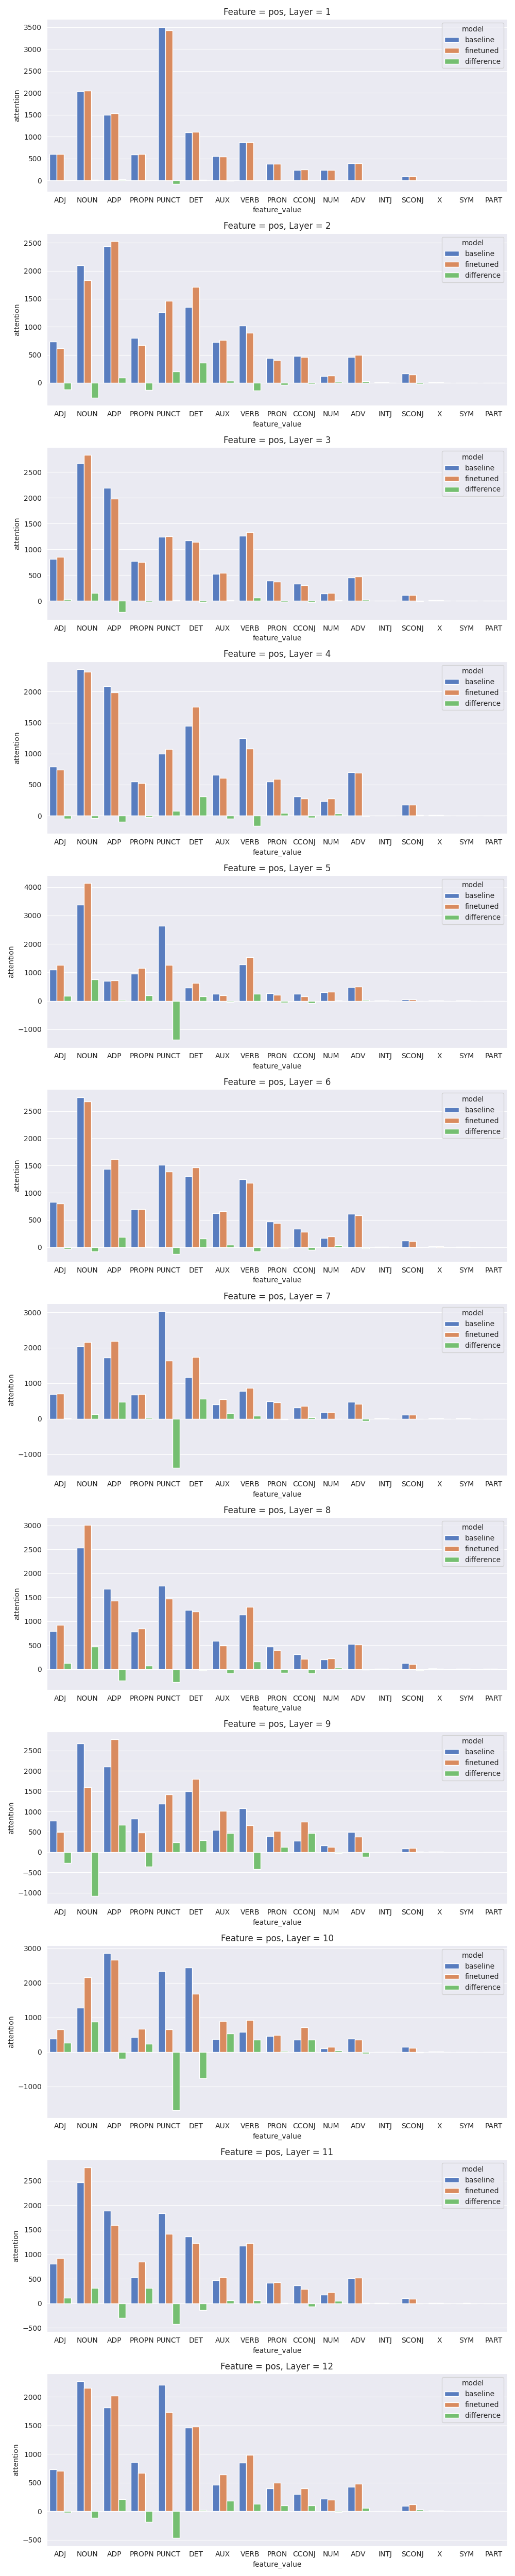 Feature = pos, Layer = 1
model
baseline
finetuned
difference
3500
3000
2500
2000
1500
1000
500
0
attention
ADJ NOUN ADP PROPN PUNCT DET AUX VERB PRON CCONJ NUM ADV INTJ SCONJ X SYM PART
feature_value
Feature = pos, Layer = 2
model
baseline
finetuned
difference
2500
2000
1500
1000
500
0
attention
ADJ NOUN ADP PROPN PUNCT DET AUX VERB PRON CCONJ NUM ADV INTJ SCONJ X SYM PART
feature_value
Feature = pos, Layer = 3
model
baseline
finetuned
difference
2500
2000
1500
1000
500
0
attention
ADJ NOUN ADP PROPN PUNCT DET AUX VERB PRON CCONJ NUM ADV INTJ SCONJ X SYM PART
feature_value
Feature = pos, Layer = 4
model
baseline
finetuned
difference
2000
1500
1000
500
0
attention
ADJ NOUN ADP PROPN PUNCT DET AUX VERB PRON CCONJ NUM ADV INTJ SCONJ X SYM PART
feature_value
Feature = pos, Layer = 5
model
baseline
finetuned
difference
4000
3000
2000
1000
0
−1000
attention
ADJ NOUN ADP PROPN PUNCT DET AUX VERB PRON CCONJ NUM ADV INTJ SCONJ X SYM PART
feature_value
Feature = pos, Layer = 6
model
baseline
finetuned
difference
2500
2000
1500
1000
500
0
attention
ADJ NOUN ADP PROPN PUNCT DET AUX VERB PRON CCONJ NUM ADV INTJ SCONJ X SYM PART
feature_value
Feature = pos, Layer = 7
model
baseline
finetuned
difference
3000
2000
1000
0
−1000
attention
ADJ NOUN ADP PROPN PUNCT DET AUX VERB PRON CCONJ NUM ADV INTJ SCONJ X SYM PART
feature_value
Feature = pos, Layer = 8
model
baseline
finetuned
difference
3000
2500
2000
1500
1000
500
0
attention
ADJ NOUN ADP PROPN PUNCT DET AUX VERB PRON CCONJ NUM ADV INTJ SCONJ X SYM PART
feature_value
Feature = pos, Layer = 9
model
baseline
finetuned
difference
2500
2000
1500
1000
500
0
−500
−1000
attention
ADJ NOUN ADP PROPN PUNCT DET AUX VERB PRON CCONJ NUM ADV INTJ SCONJ X SYM PART
feature_value
Feature = pos, Layer = 10
model
baseline
finetuned
difference
3000
2000
1000
0
−1000
attention
ADJ NOUN ADP PROPN PUNCT DET AUX VERB PRON CCONJ NUM ADV INTJ SCONJ X SYM PART
feature_value
Feature = pos, Layer = 11
model
baseline
finetuned
difference
2500
2000
1500
1000
500
0
−500
attention
ADJ NOUN ADP PROPN PUNCT DET AUX VERB PRON CCONJ NUM ADV INTJ SCONJ X SYM PART
feature_value
Feature = pos, Layer = 12
model
baseline
finetuned
difference
2000
1500
1000
500
0
−500
attention
ADJ NOUN ADP PROPN PUNCT DET AUX VERB PRON CCONJ NUM ADV INTJ SCONJ X SYM PART
feature_value